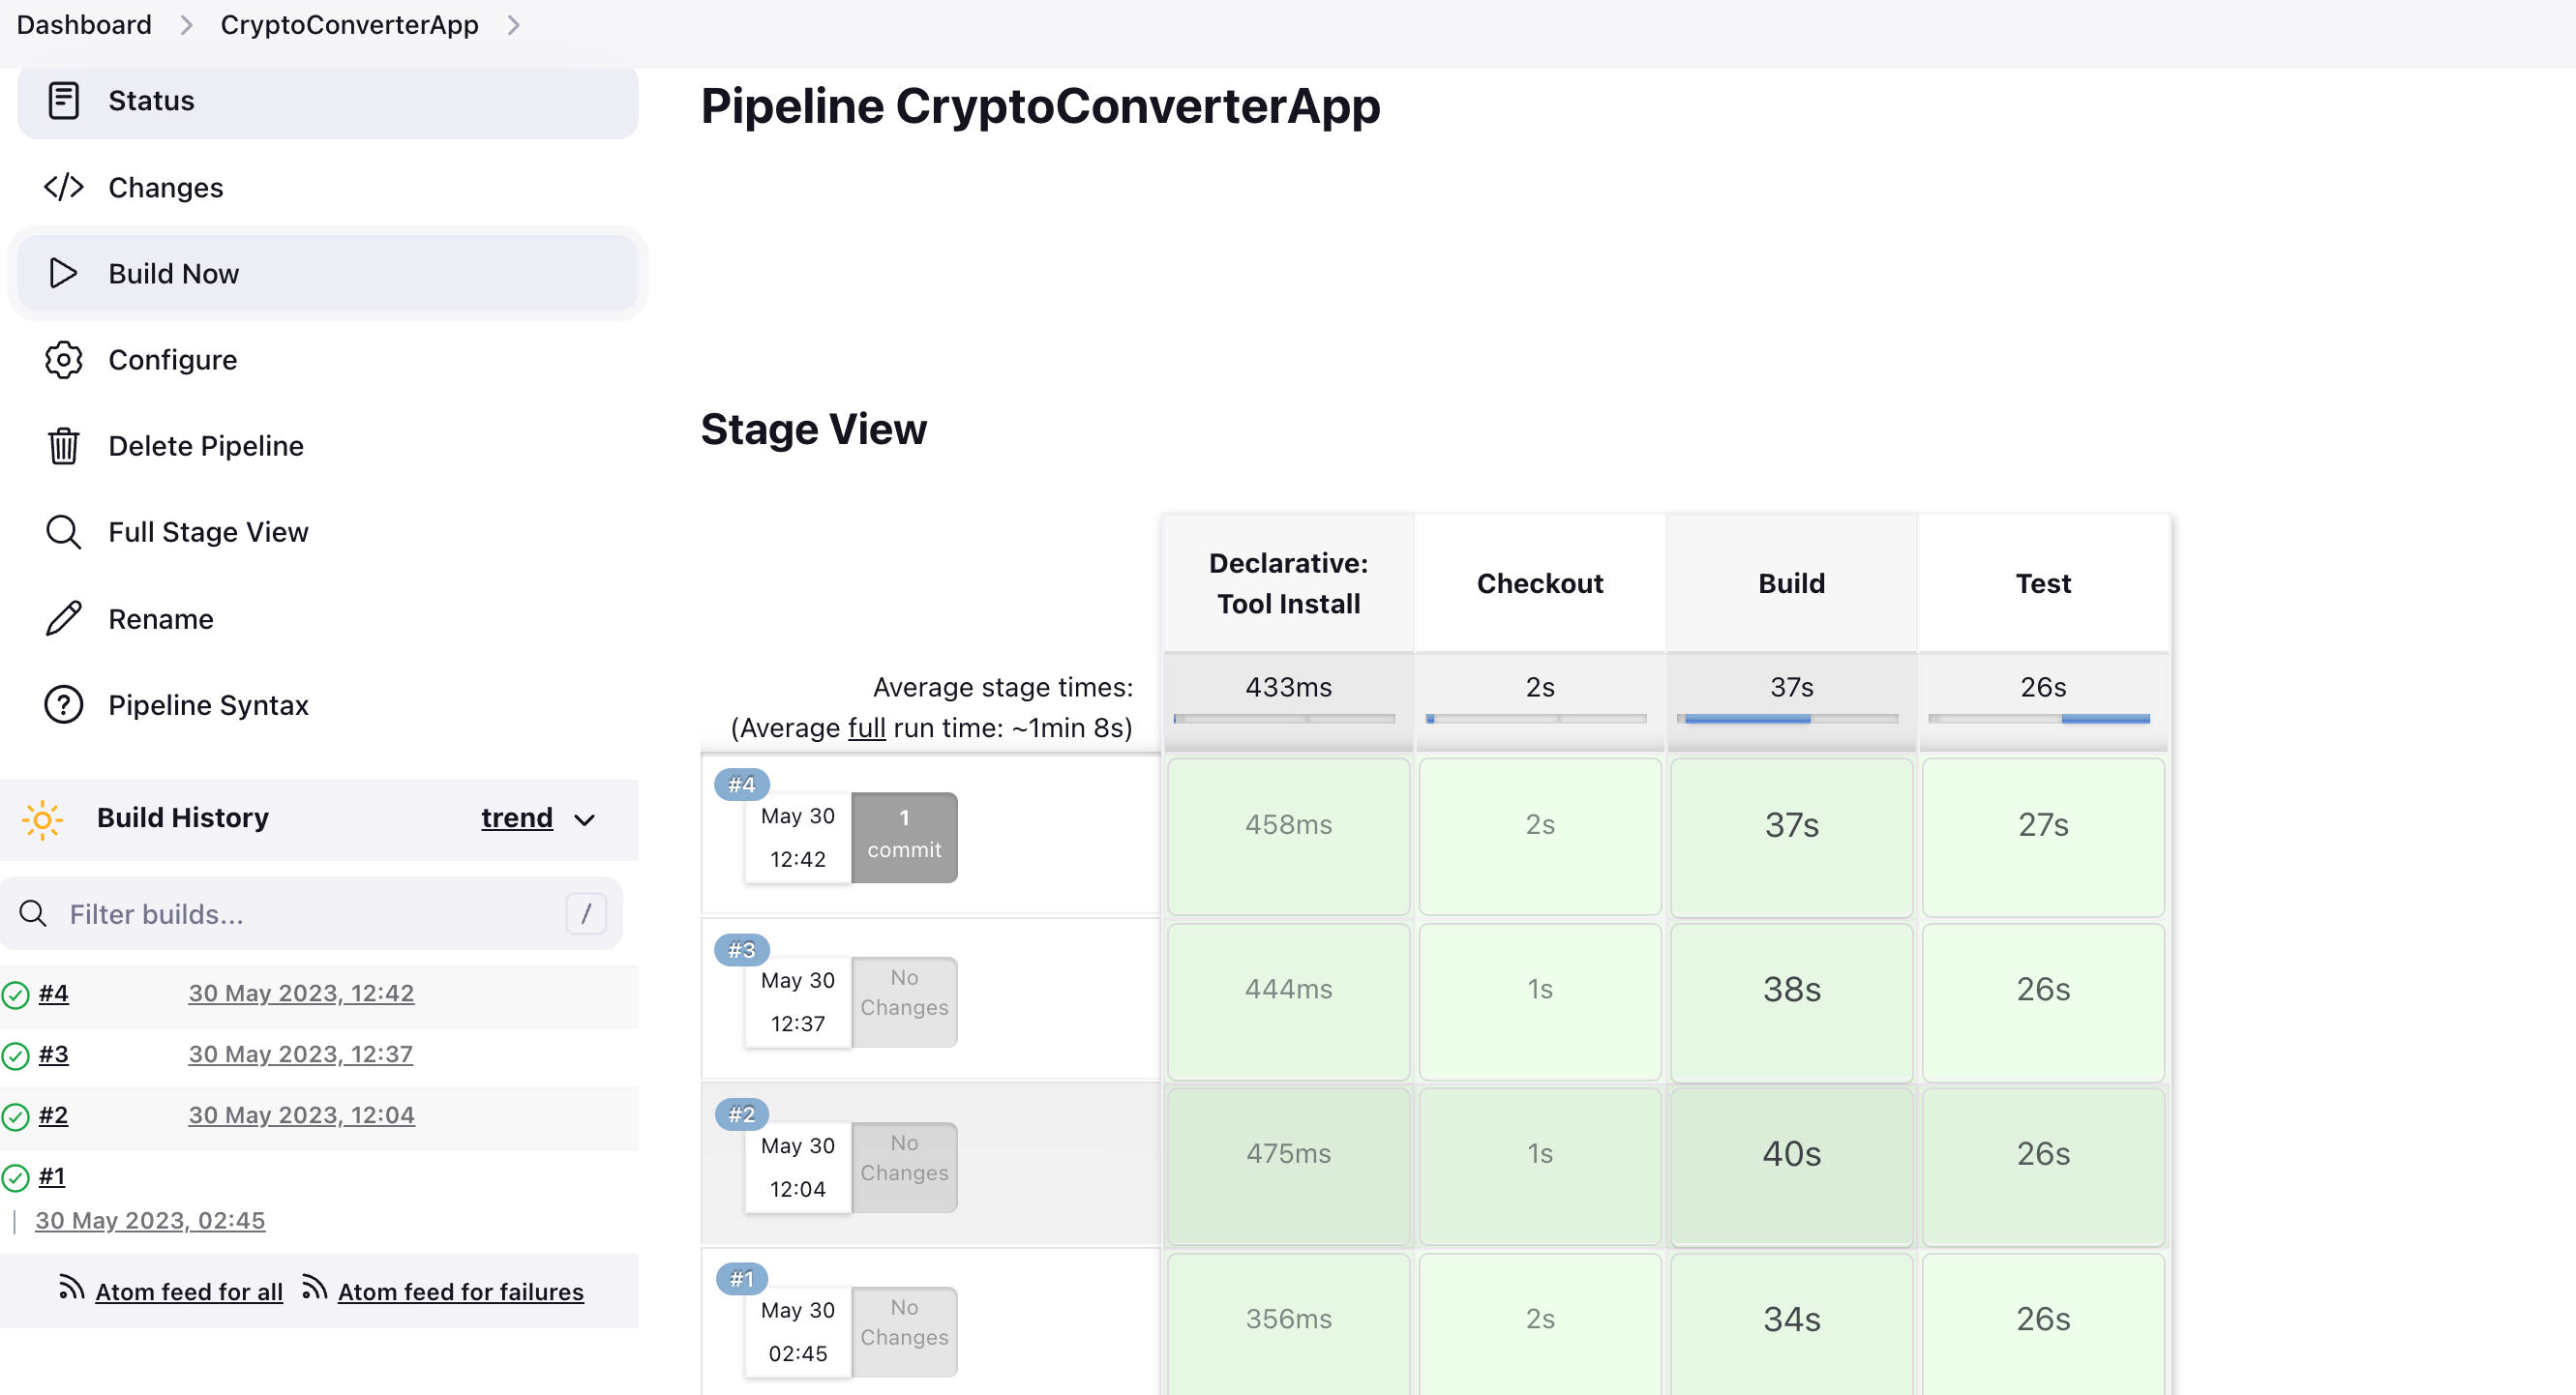 Dashboard
CryptoConverterApp
Status
Changes
Build Now
Configure
Delete Pipeline
Full Stage View
Rename
Pipeline Syntax
Build History
trend
Filter builds...
/
#4
30 May 2023, 12:42
#3
30 May 2023, 12:37
#2
30 May 2023, 12:04
#1
30 May 2023, 02:45
Atom feed for all
Atom feed for failures
Pipeline CryptoConverterApp
Stage View
Declarative:
Tool Install
Checkout
Build
Test
Average stage times:
(Average full run time: ~1min 8s)
433ms
2s
37s
26s
#4
May 30
12:42
1
commit
458ms
2s
37s
27s
#3
May 30
12:37
No
Changes
444ms
1s
38s
26s
#2
May 30
12:04
No
Changes
475ms
1s
40s
26s
#1
May 30
02:45
No
Changes
356ms
2s
34s
26s